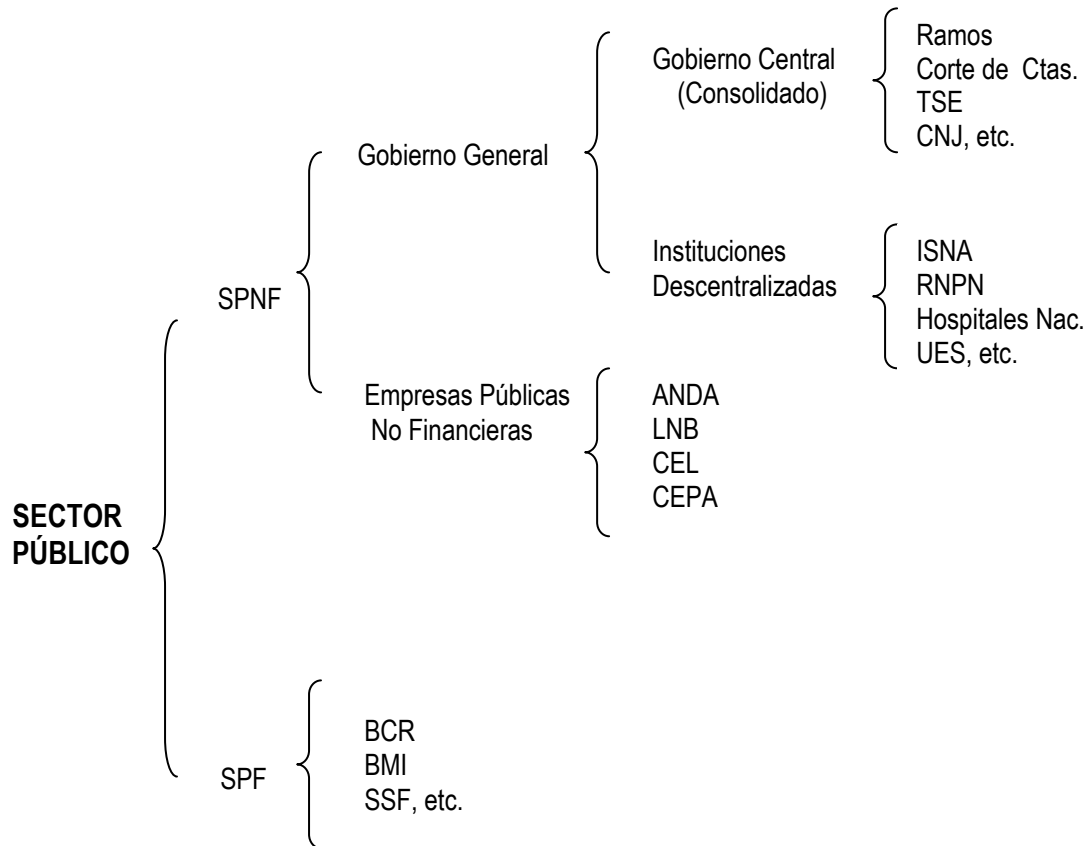 SECTOR
PÚBLICO
SPNF
Gobierno General
Gobierno Central
(Consolidado)
Ramos
Corte de Ctas.
TSE
CNJ, etc.
Instituciones
Descentralizadas
ISNA
RNPN
Hospitales Nac.
UES, etc.
Empresas Públicas
No Financieras
ANDA
LNB
CEL
CEPA
SPF
BCR
BMI
SSF, etc.